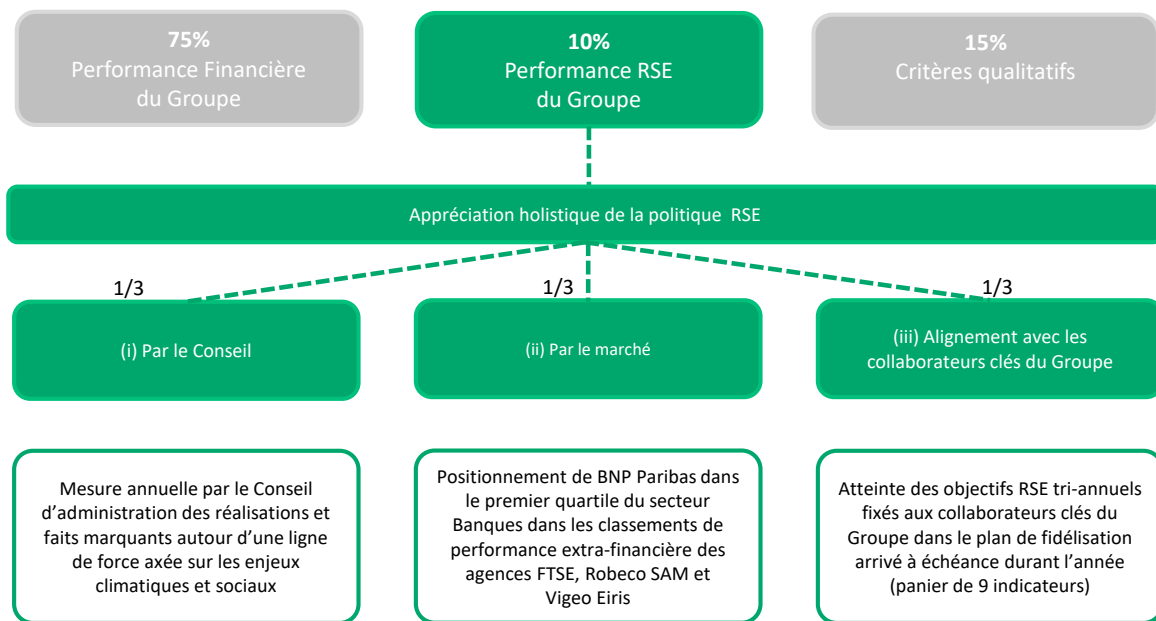 75%
Performance Financière
du Groupe
10%
Performance RSE
du Groupe
15%
Critères qualitatifs
Appréciation holistique de la politique RSE
1/3
1/3
1/3
(i) Par le Conseil
(ii) Par le marché
(iii) Alignement avec les
collaborateurs clés du Groupe
Mesure annuelle par le Conseil
d’administration des réalisations et
faits marquants autour d’une ligne
de force axée sur les enjeux
climatiques et sociaux
Positionnement de BNP Paribas dans
le premier quartile du secteur
Banques dans les classements de
performance extra-financière des
agences FTSE, Robeco SAM et
Vigeo Eiris
Atteinte des objectifs RSE tri-annuels
fixés aux collaborateurs clés du
Groupe dans le plan de fidélisation
arrivé à échéance durant l’année
(panier de 9 indicateurs)